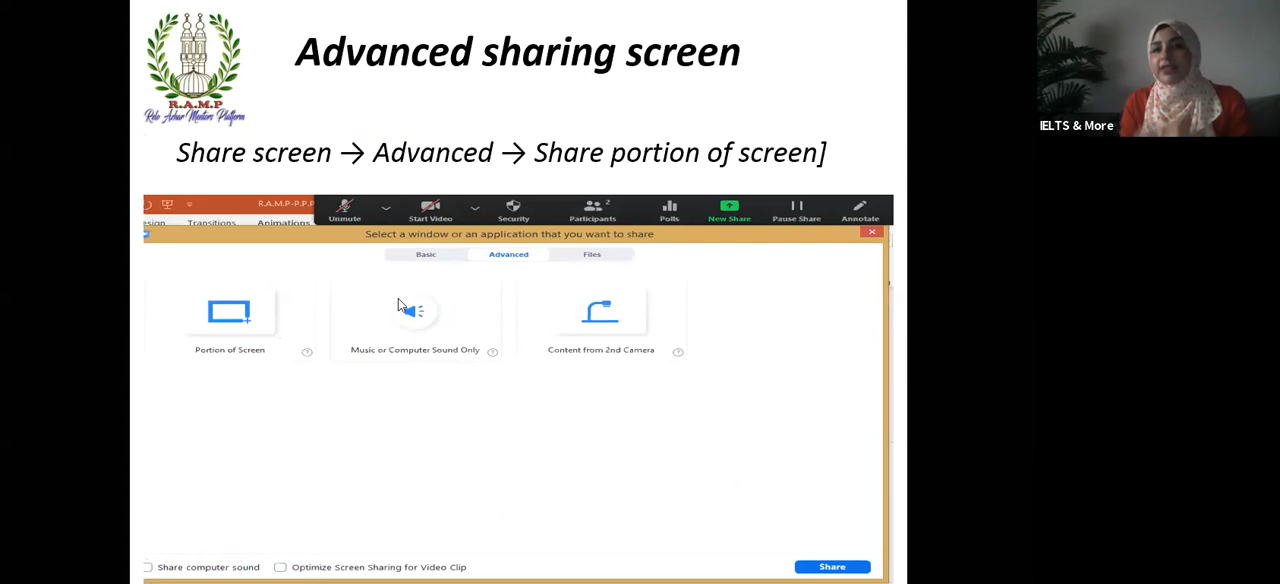 Advanced sharing screen
R.A.M.P
Relo Azhar Mentors Platform
IELTS & More
Share screen → Advanced → Share portion of screen]
R.A.M.P-P.P.P
Unmute
Start Video
Security
Participants
2
Polls
New Share
Pause Share
Annotate
esign
Transitions
Animations
Select a window or an application that you want to share
Basic
Advanced
Files
Portion of Screen
Music or Computer Sound Only
Content from 2nd Camera
Share computer sound
Optimize Screen Sharing for Video Clip
Share